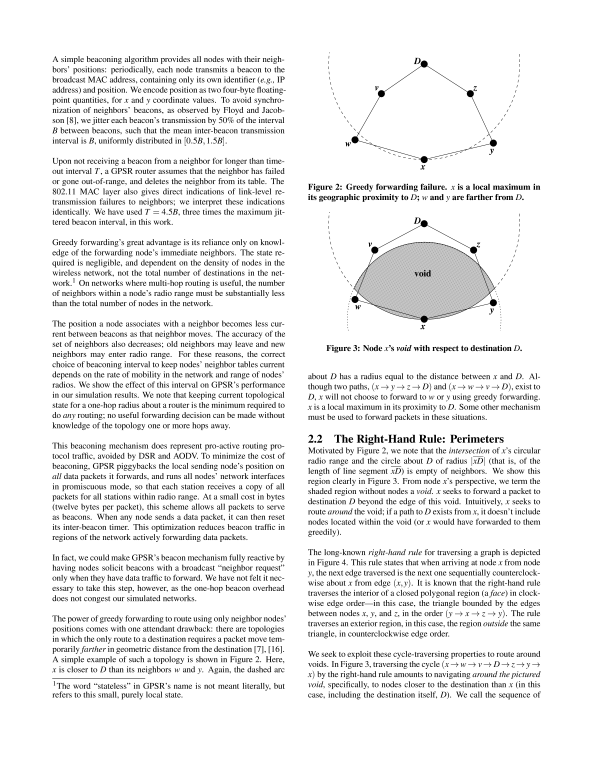 A simple beaconing algorithm provides all nodes with their neigh-
bors' positions: periodically, each node transmits a beacon to the
broadcast MAC address, containing only its own identifier (e.g., IP
address) and position. We encode position as two four-byte floating-
point quantities, for x and y coordinate values. To avoid synchro-
nization of neighbors' beacons, as observed by Floyd and Jacob-
son [8], we jitter each beacon's transmission by 50% of the interval
B between beacons, such that the mean inter-beacon transmission
interval is B, uniformly distributed in [0.5B, 1.5B].
Upon not receiving a beacon from a neighbor for longer than time-
out interval T, a GPSR router assumes that the neighbor has failed
or gone out-of-range, and deletes the neighbor from its table. The
802.11 MAC layer also gives direct indications of link-level re-
transmission failures to neighbors; we interpret these indications
identically. We have used T = 4.5B, three times the maximum jit-
tered beacon interval, in this work.
Greedy forwarding's great advantage is its reliance only on knowl-
edge of the forwarding node's immediate neighbors. The state re-
quired is negligible, and dependent on the density of nodes in the
wireless network, not the total number of destinations in the net-
work.1 On networks where multi-hop routing is useful, the number
of neighbors within a node's radio range must be substantially less
than the total number of nodes in the network.
The position a node associates with a neighbor becomes less cur-
rent between beacons as that neighbor moves. The accuracy of the
set of neighbors also decreases; old neighbors may leave and new
neighbors may enter radio range. For these reasons, the correct
choice of beaconing interval to keep nodes' neighbor tables current
depends on the rate of mobility in the network and range of nodes'
radios. We show the effect of this interval on GPSR's performance
in our simulation results. We note that keeping current topological
state for a one-hop radius about a router is the minimum required to
do any routing; no useful forwarding decision can be made without
knowledge of the topology one or more hops away.
This beaconing mechanism does represent pro-active routing pro-
tocol traffic, avoided by DSR and AODV. To minimize the cost of
beaconing, GPSR piggybacks the local sending node's position on
all data packets it forwards, and runs all nodes' network interfaces
in promiscuous mode, so that each station receives a copy of all
packets for all stations within radio range. At a small cost in bytes
(twelve bytes per packet), this scheme allows all packets to serve
as beacons. When any node sends a data packet, it can then reset
its inter-beacon timer. This optimization reduces beacon traffic in
regions of the network actively forwarding data packets.
In fact, we could make GPSR's beacon mechanism fully reactive by
having nodes solicit beacons with a broadcast "neighbor request"
only when they have data traffic to forward. We have not felt it nec-
essary to take this step, however, as the one-hop beacon overhead
does not congest our simulated networks.
The power of greedy forwarding to route using only neighbor nodes'
positions comes with one attendant drawback: there are topologies
in which the only route to a destination requires a packet move tem-
porarily farther in geometric distance from the destination [7], [16].
A simple example of such a topology is shown in Figure 2. Here,
x is closer to D than its neighbors w and y. Again, the dashed arc
1The word "stateless" in GPSR's name is not meant literally, but
refers to this small, purely local state.
D
v
z
w
y
x
Figure 2: Greedy forwarding failure. x is a local maximum in
its geographic proximity to D; w and y are farther from D.
D
v
z
void
w
y
x
Figure 3: Node x's void with respect to destination D.
about D has a radius equal to the distance between x and D. Al-
though two paths, (x → y → z → D) and (x → w → v → D), exist to
D, x will not choose to forward to w or y using greedy forwarding.
x is a local maximum in its proximity to D. Some other mechanism
must be used to forward packets in these situations.
2.2 The Right-Hand Rule: Perimeters
Motivated by Figure 2, we note that the intersection of x's circular
radio range and the circle about D of radius |xD| (that is, of the
length of line segment xD) is empty of neighbors. We show this
region clearly in Figure 3. From node x's perspective, we term the
shaded region without nodes a void. x seeks to forward a packet to
destination D beyond the edge of this void. Intuitively, x seeks to
route around the void; if a path to D exists from x, it doesn't include
nodes located within the void (or x would have forwarded to them
greedily).
The long-known right-hand rule for traversing a graph is depicted
in Figure 4. This rule states that when arriving at node x from node
y, the next edge traversed is the next one sequentially counterclock-
wise about x from edge (x, y). It is known that the right-hand rule
traverses the interior of a closed polygonal region (a face) in clock-
wise edge order—in this case, the triangle bounded by the edges
between nodes x, y, and z, in the order (y → x → z → y). The rule
traverses an exterior region, in this case, the region outside the same
triangle, in counterclockwise edge order.
We seek to exploit these cycle-traversing properties to route around
voids. In Figure 3, traversing the cycle (x → w → v → D → z → y →
x) by the right-hand rule amounts to navigating around the pictured
void, specifically, to nodes closer to the destination than x (in this
case, including the destination itself, D). We call the sequence of